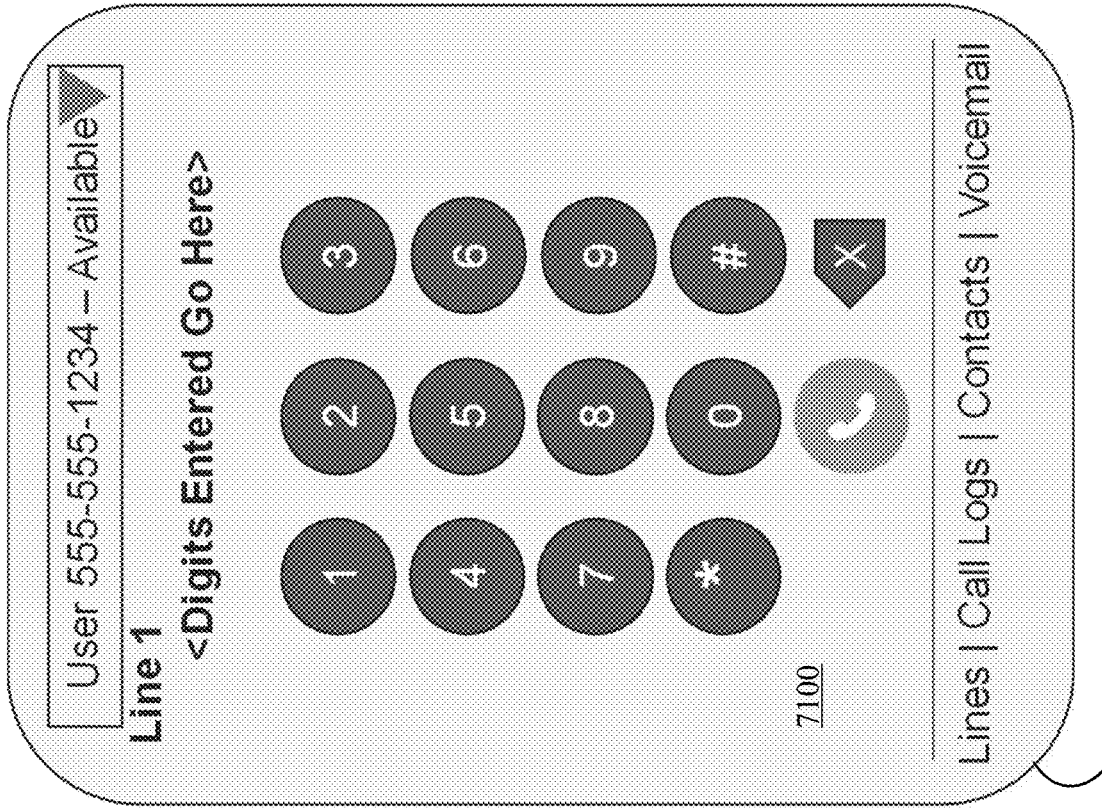 User 555-555-1234 – Available
Line 1
<Digits Entered Go Here>
1 2 3
4 5 6
7 8 9
* 0 #
X
7100
Lines | Call Logs | Contacts | Voicemail